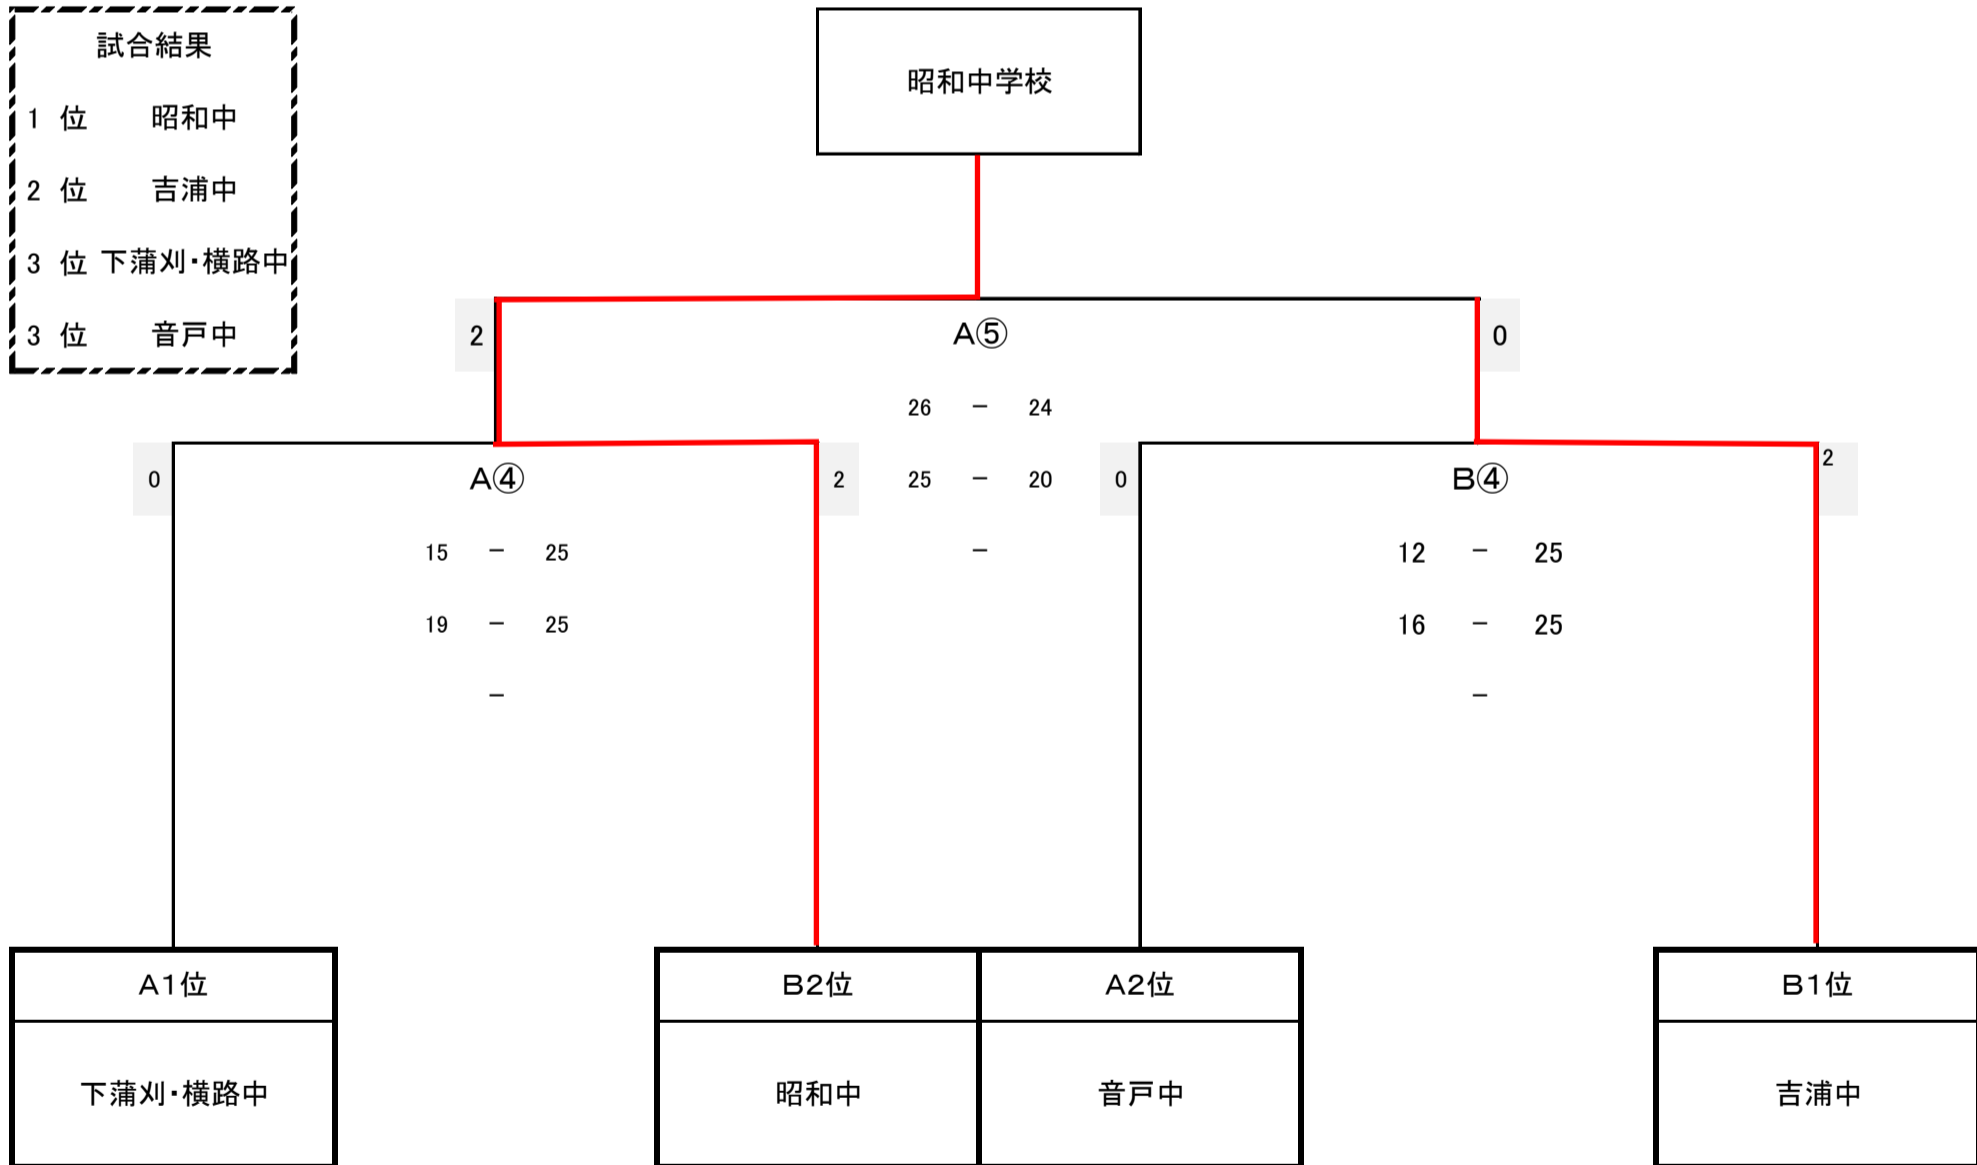 試合結果
1 位 昭和中
2 位 吉浦中
3 位 下蒲刈・横路中
3 位 音戸中
昭和中学校
2 A⑤ 0
26 － 24
25 － 20
－
0 A④ 2
15 － 25
19 － 25
－
0 B④ 2
12 － 25
16 － 25
－
A1位 B2位 A2位 B1位
下蒲刈・横路中 昭和中 音戸中 吉浦中